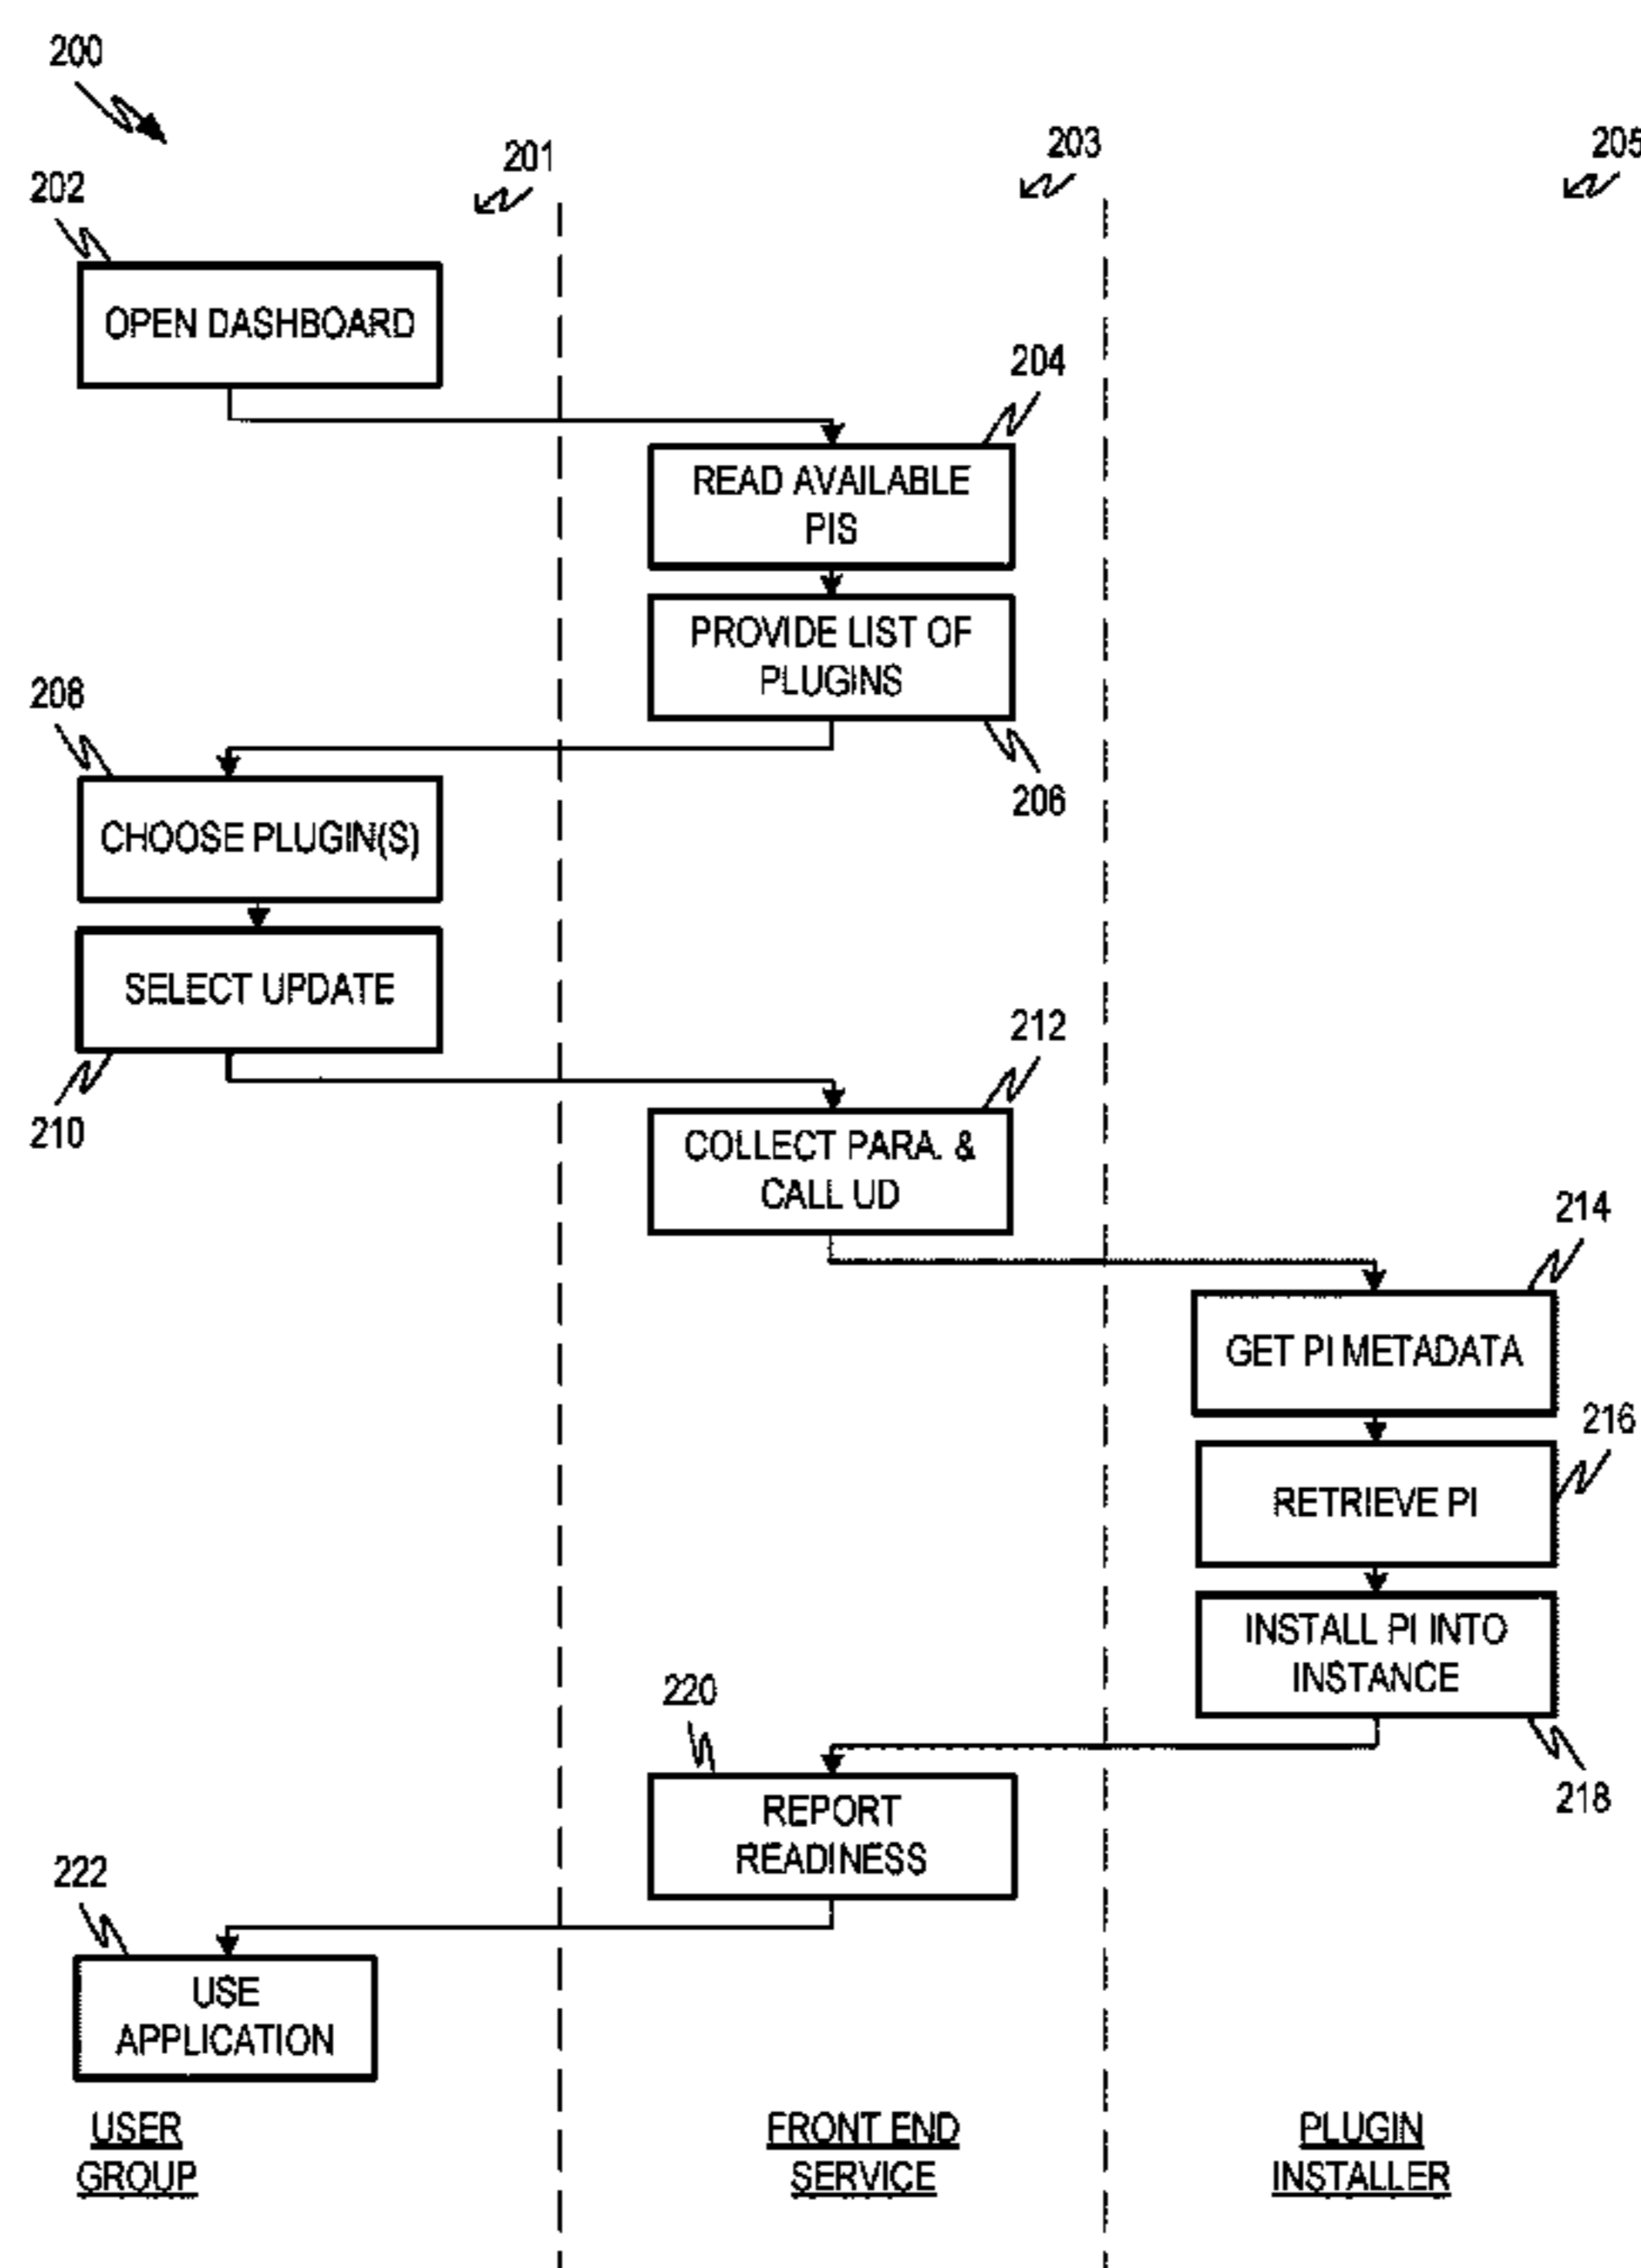 200
201
203
205
202
OPEN DASHBOARD
204
READ AVAILABLE
PIS
PROVIDE LIST OF
PLUGINS
206
208
CHOOSE PLUGIN(S)
SELECT UPDATE
210
212
COLLECT PARA. &
CALL UD
214
GET PI METADATA
216
RETRIEVE PI
INSTALL PI INTO
INSTANCE
218
220
REPORT
READINESS
222
USE
APPLICATION
USER
GROUP
FRONT END
SERVICE
PLUGIN
INSTALLER